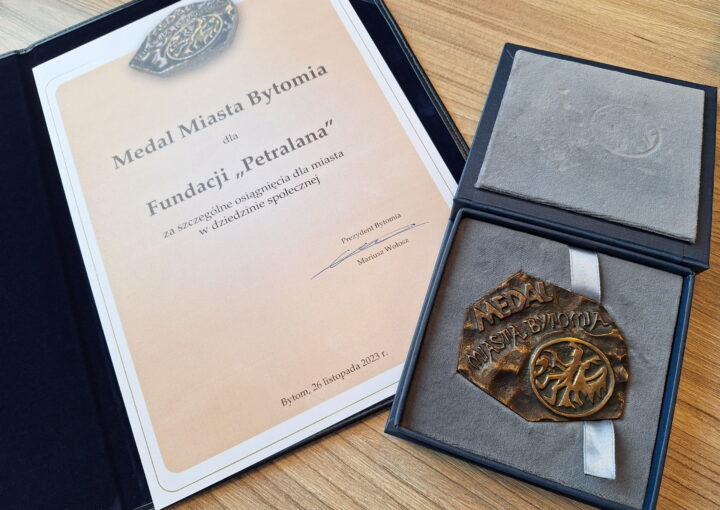 Medal Miasta Bytomia
dla
Fundacji „Petralana”
za szczególne osiągnięcia dla miasta
w dziedzinie społecznej
Prezydent Bytomia
Mariusz Wołosz
Bytom, 26 listopada 2023 r.
MEDAL
MIASTA BYTOMIA